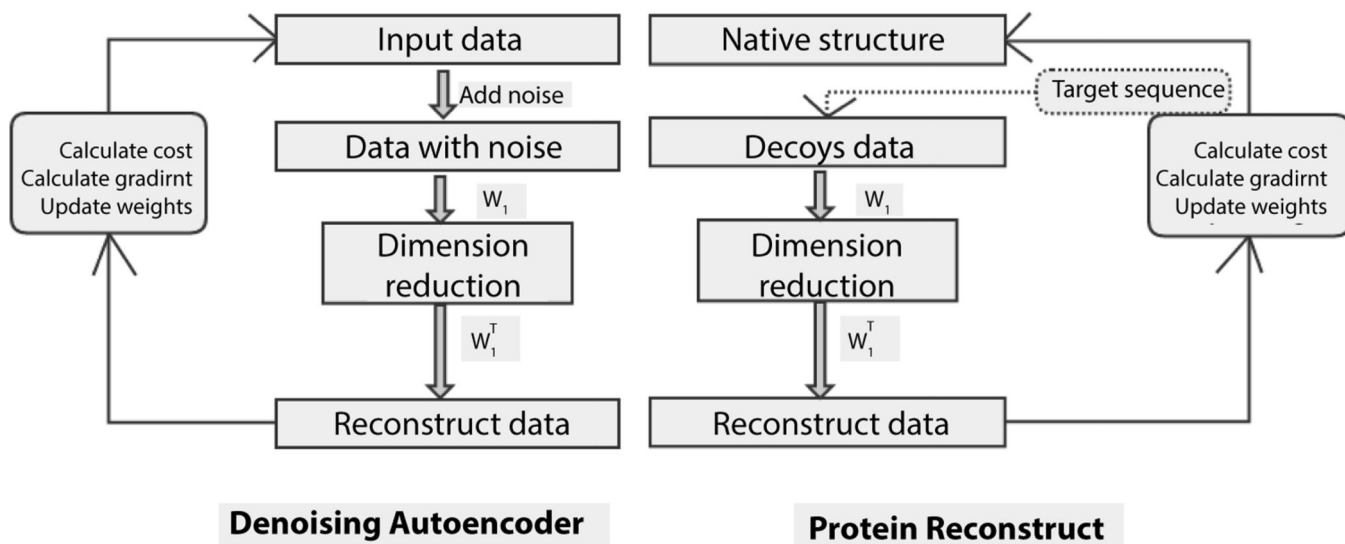 Input data
Add noise
Data with noise
W₁
Dimension
reduction
W₁ᵀ
Reconstruct data
Calculate cost
Calculate gradirnt
Update weights
Denoising Autoencoder
Native structure
Target sequence
Decoys data
W₁
Dimension
reduction
W₁ᵀ
Reconstruct data
Calculate cost
Calculate gradirnt
Update weights
Protein Reconstruct